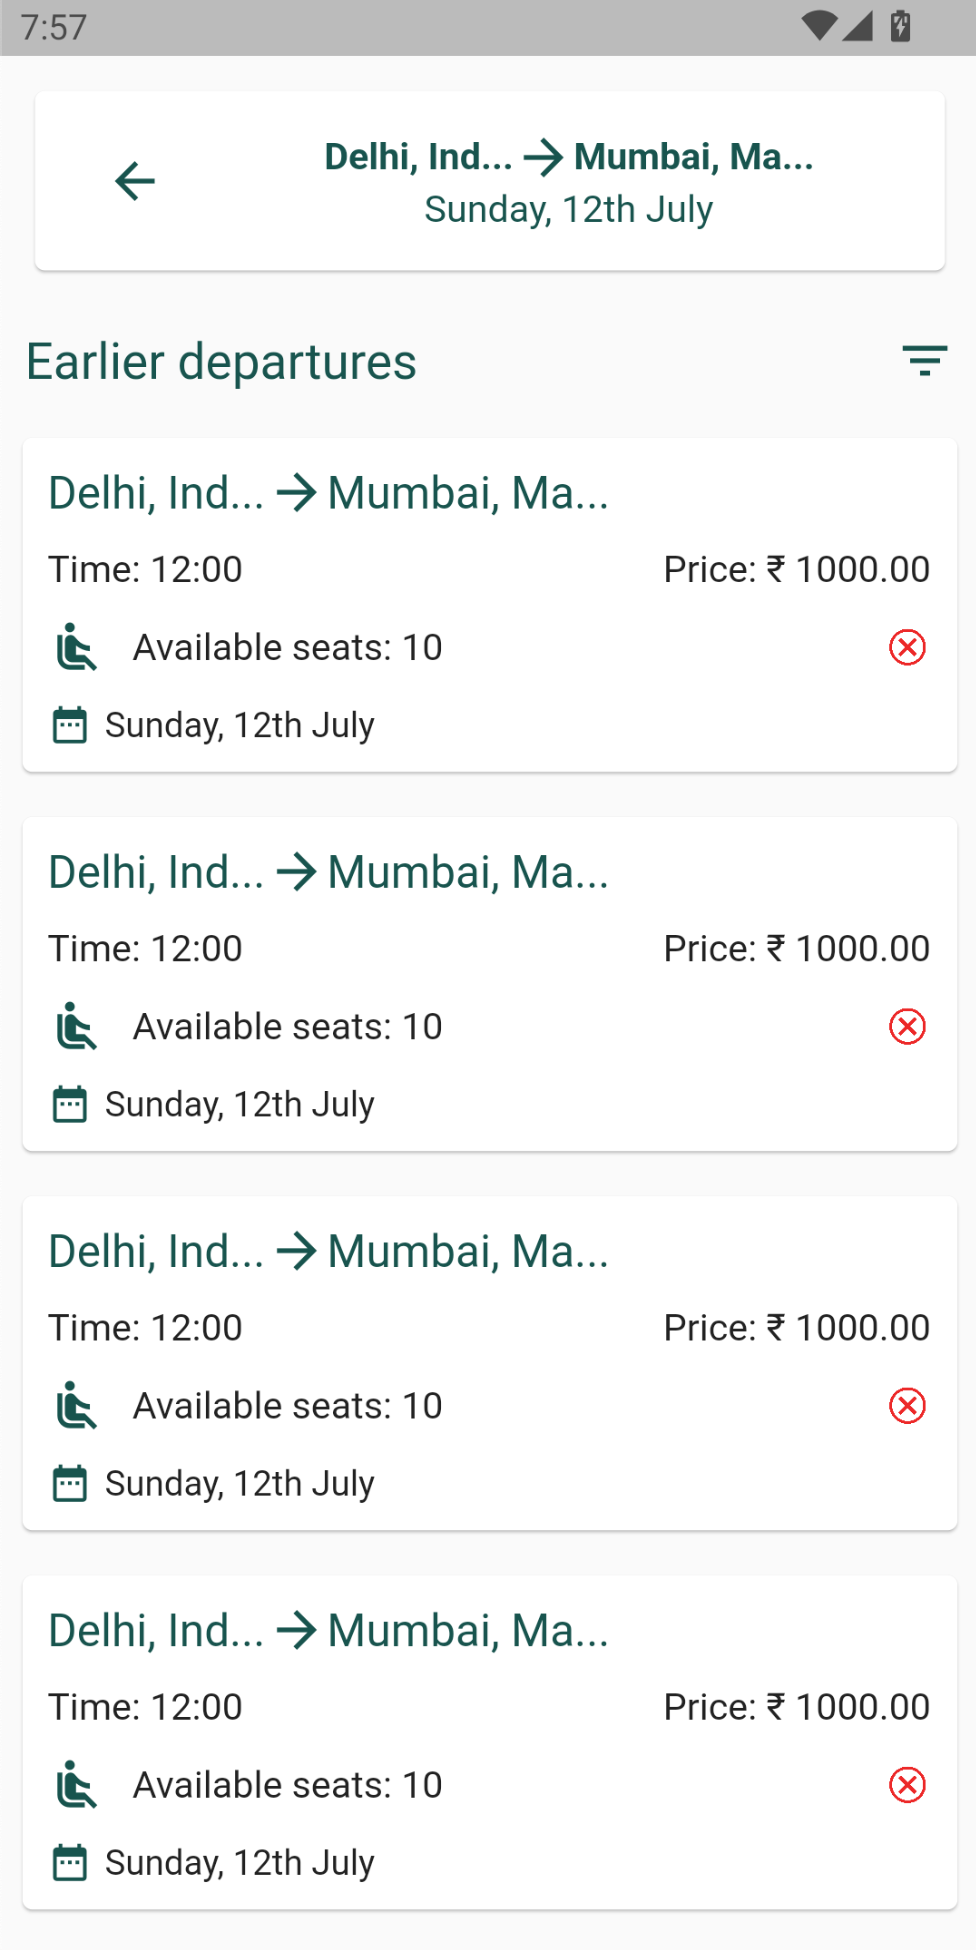 7:57
Delhi, Ind... → Mumbai, Ma...
Sunday, 12th July
Earlier departures
Delhi, Ind... → Mumbai, Ma...
Time: 12:00 Price: ₹ 1000.00
Available seats: 10
Sunday, 12th July
Delhi, Ind... → Mumbai, Ma...
Time: 12:00 Price: ₹ 1000.00
Available seats: 10
Sunday, 12th July
Delhi, Ind... → Mumbai, Ma...
Time: 12:00 Price: ₹ 1000.00
Available seats: 10
Sunday, 12th July
Delhi, Ind... → Mumbai, Ma...
Time: 12:00 Price: ₹ 1000.00
Available seats: 10
Sunday, 12th July